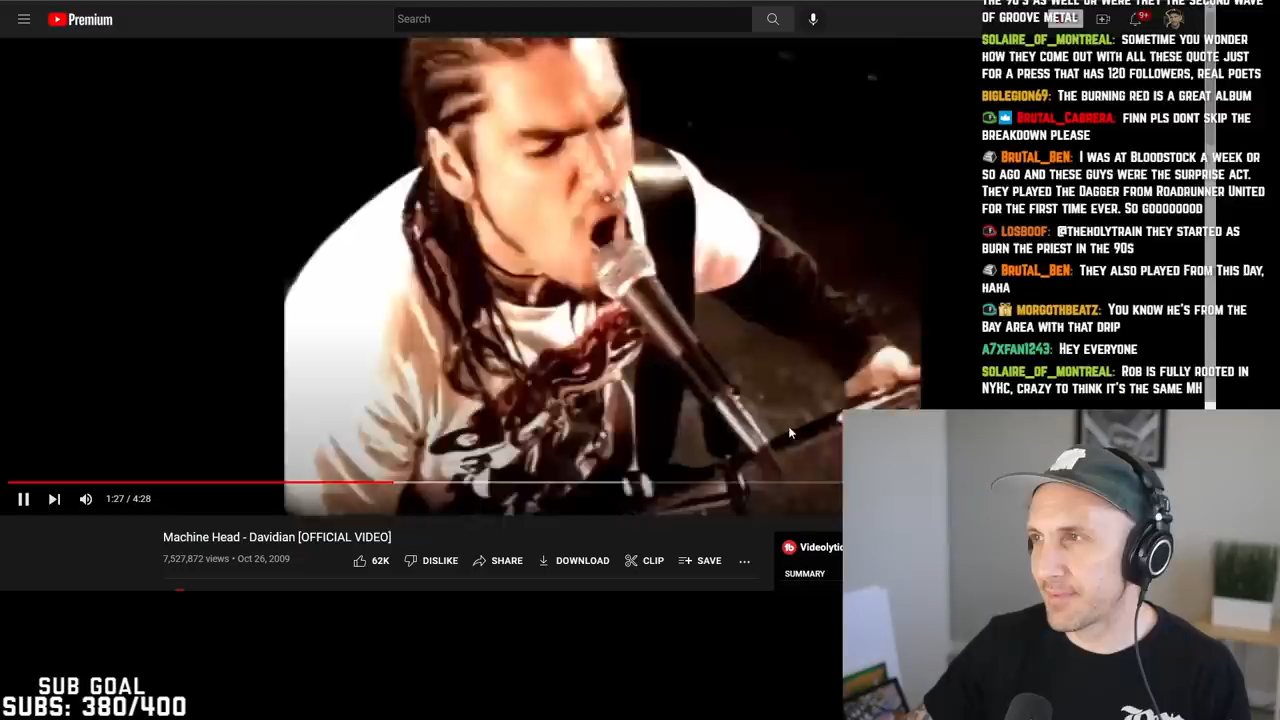 Premium
Search
9+
THE 90'S AS WELL OR WERE THEY THE SECOND WAVE
OF GROOVE METAL
SOLAIRE_OF_MONTREAL: SOMETIME YOU WONDER
HOW THEY COME OUT WITH ALL THESE QUOTE JUST
FOR A PRESS THAT HAS 120 FOLLOWERS, REAL POETS
BIGLEGION69: THE BURNING RED IS A GREAT ALBUM
BRUTAL_CABRERA: FINN PLS DONT SKIP THE
BREAKDOWN PLEASE
BRUTAL_BEN: I WAS AT BLOODSTOCK A WEEK OR
SO AGO AND THESE GUYS WERE THE SURPRISE ACT.
THEY PLAYED THE DAGGER FROM ROADRUNNER UNITED
FOR THE FIRST TIME EVER. SO GOOOOOOOD
LOSBOOF: @THEHOLYTRAIN THEY STARTED AS
BURN THE PRIEST IN THE 90S
BRUTAL_BEN: THEY ALSO PLAYED FROM THIS DAY,
HAHA
MORGOTHBEATZ: YOU KNOW HE'S FROM THE
BAY AREA WITH THAT DRIP
A7XFAN1243: HEY EVERYONE
SOLAIRE_OF_MONTREAL: ROB IS FULLY ROOTED IN
NYHC, CRAZY TO THINK IT'S THE SAME MH
1:27 / 4:28
Machine Head - Davidian [OFFICIAL VIDEO]
7,527,872 views • Oct 26, 2009
62K DISLIKE SHARE DOWNLOAD CLIP SAVE
Videolytic
SUMMARY
SUB GOAL
SUBS: 380/400